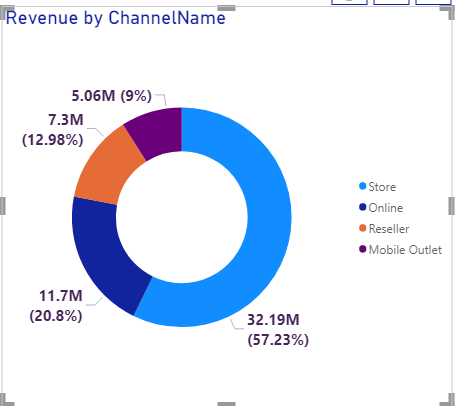 Revenue by ChannelName
5.06M (9%)
7.3M
(12.98%)
11.7M
(20.8%)
32.19M
(57.23%)
Store
Online
Reseller
Mobile Outlet